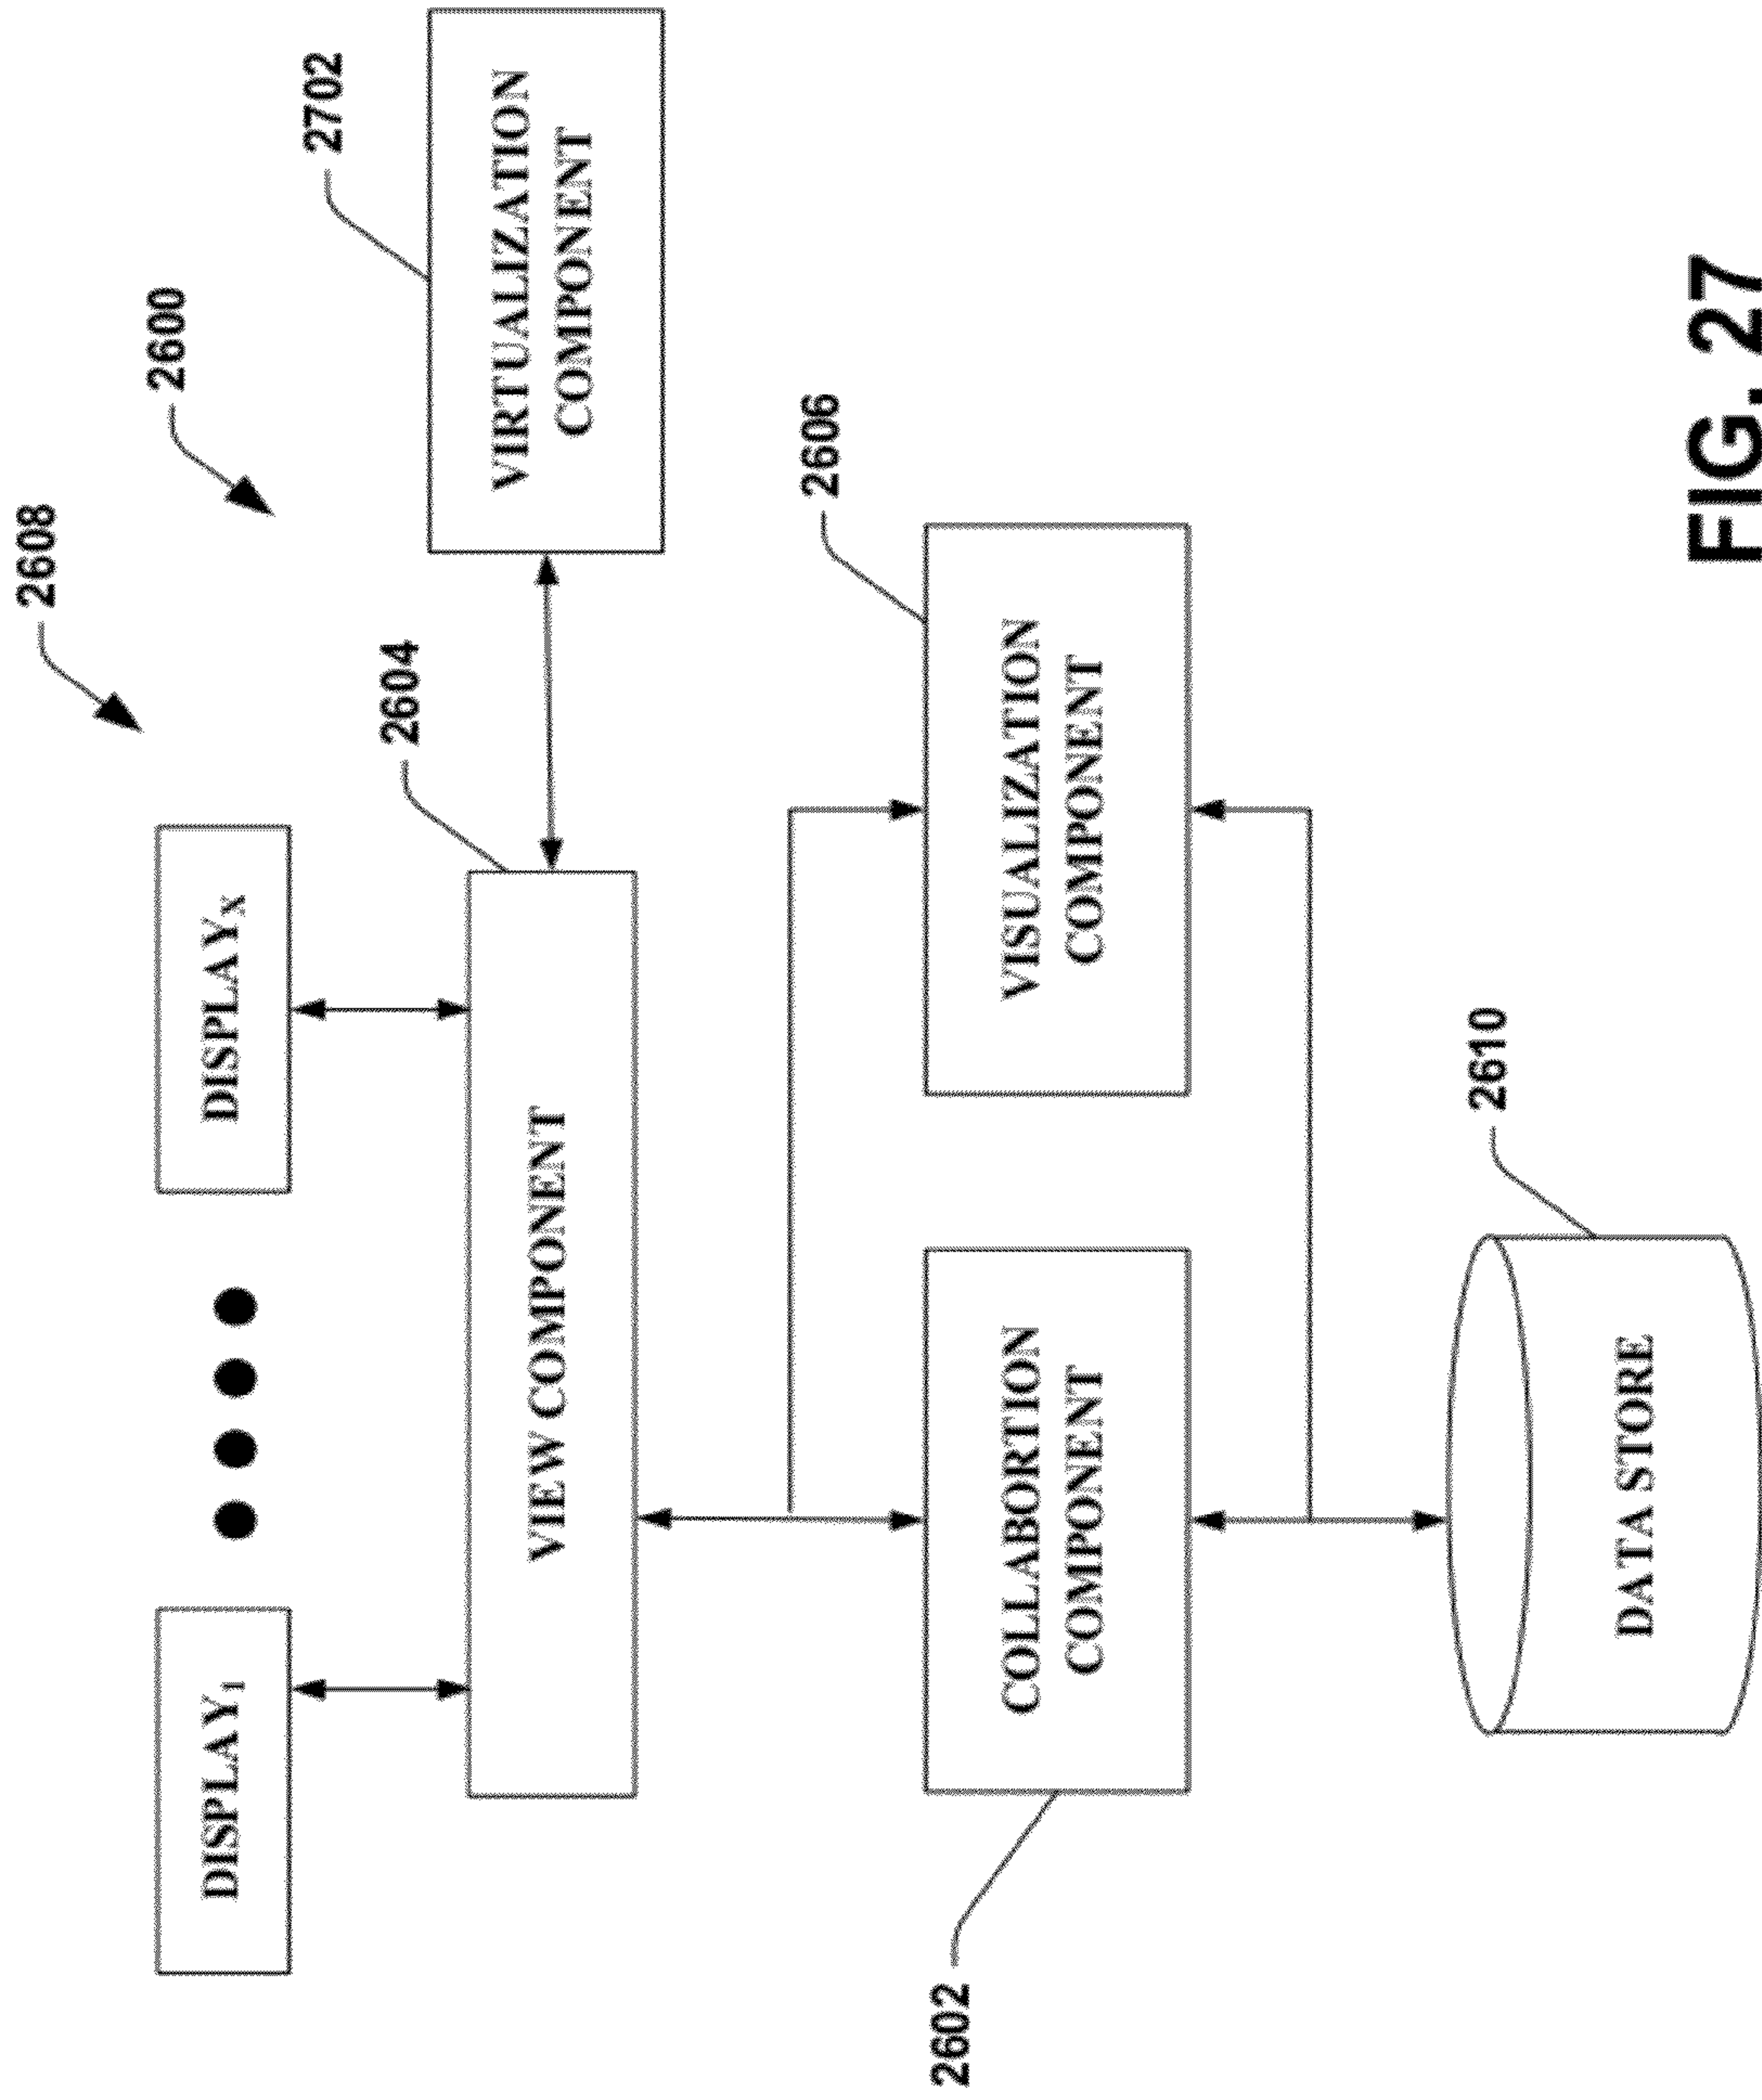 2608
2600
2702
DISPLAY1
DISPLAYX
2604
VIEW COMPONENT
VIRTUALIZATION
COMPONENT
2606
2602
COLLABORTION
COMPONENT
VISUALIZATION
COMPONENT
2610
DATA STORE
FIG. 27